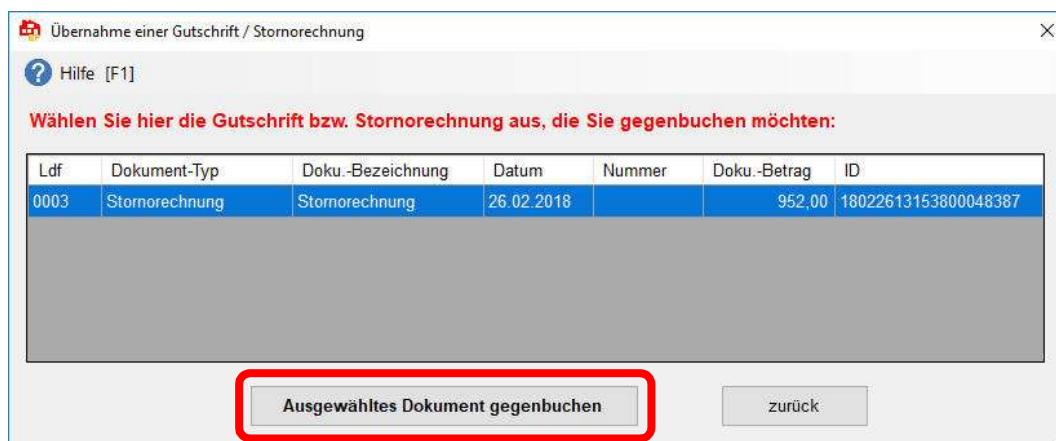 Übernahme einer Gutschrift / Stornorechnung
Hilfe [F1]
Wählen Sie hier die Gutschrift bzw. Stornorechnung aus, die Sie gegenbuchen möchten:
Ldf Dokument-Typ Doku.-Bezeichnung Datum Nummer Doku.-Betrag ID
0003 Stornorechnung Stornorechnung 26.02.2018 952,00 18022613153800048387
Ausgewähltes Dokument gegenbuchen zurück